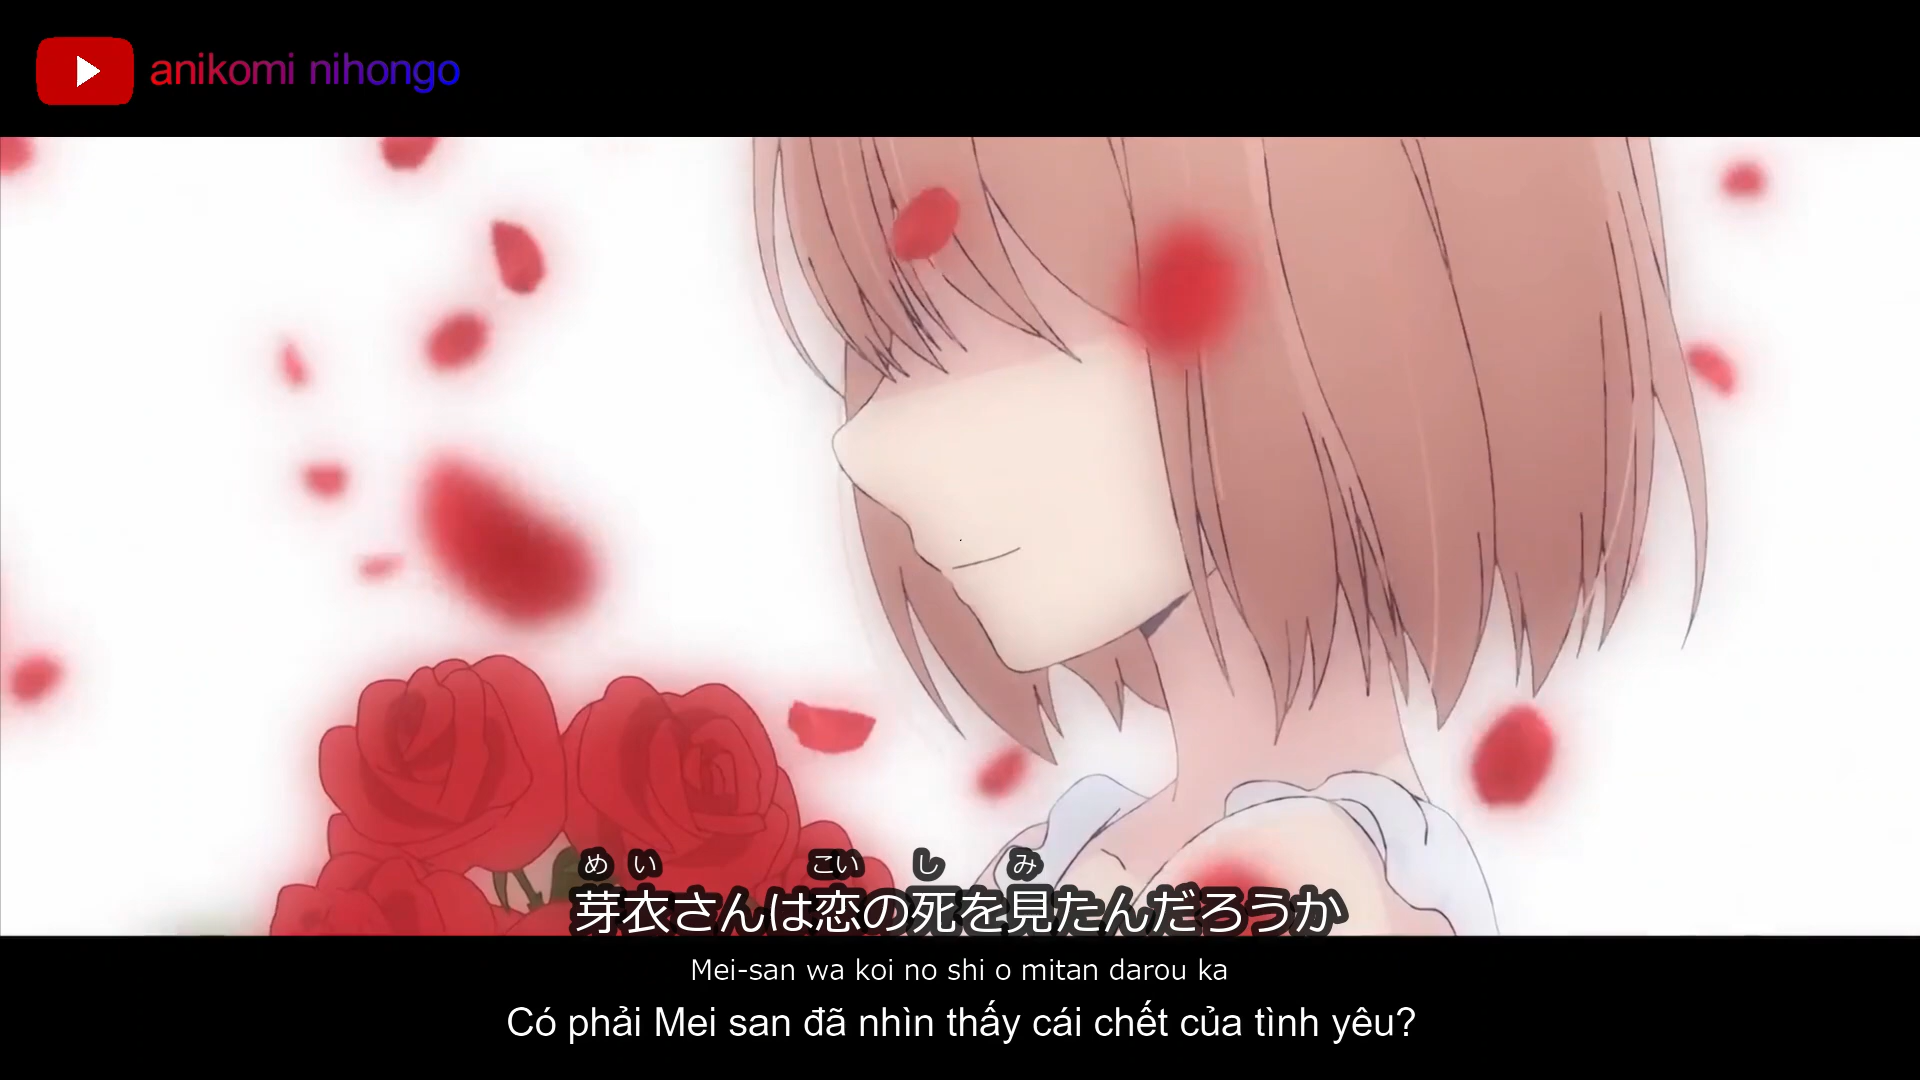 anikomi nihongo
めい こい し み
芽衣さんは恋の死を見たんだろうか
Mei-san wa koi no shi o mitan darou ka
Có phải Mei san đã nhìn thấy cái chết của tình yêu?